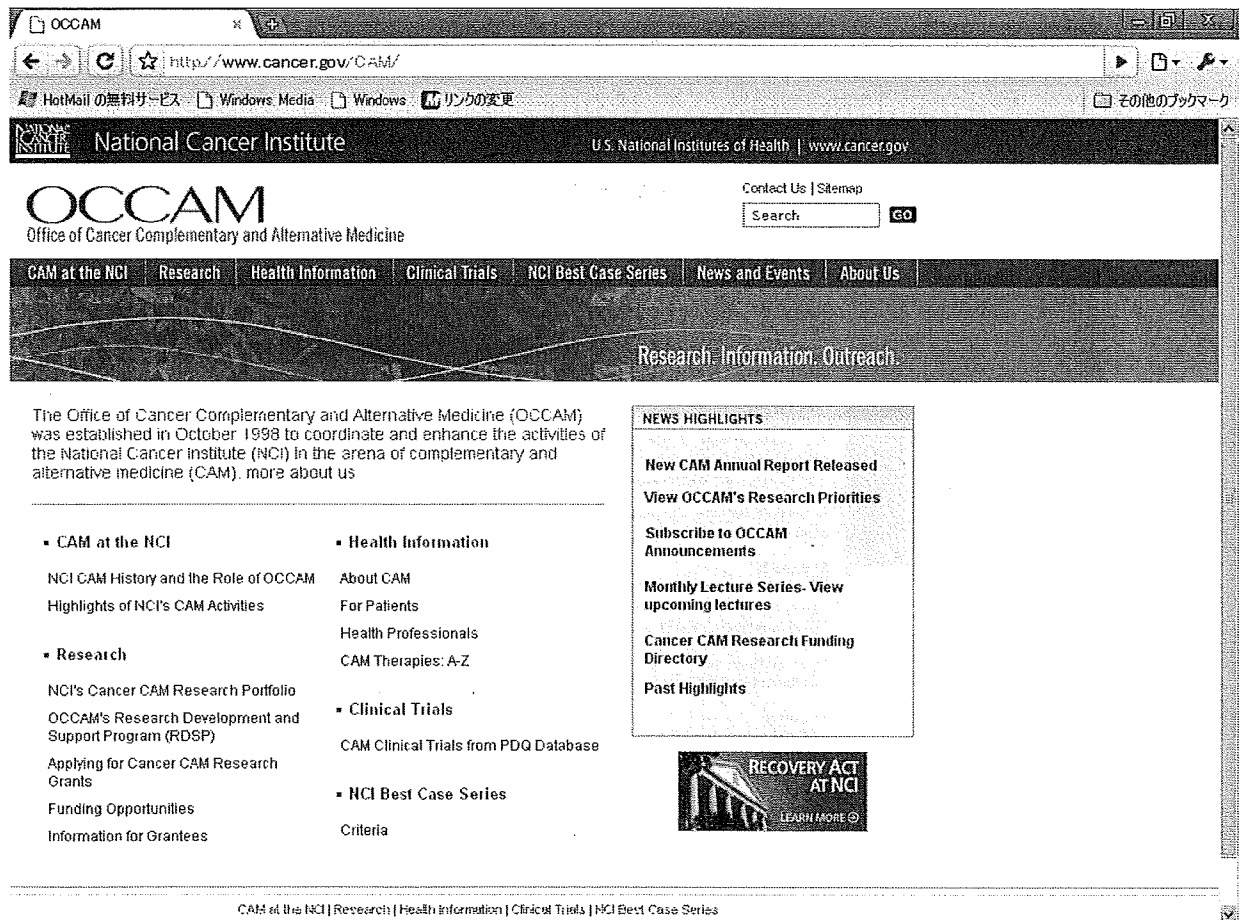 OCCAM
http://www.cancer.gov/CAM/
HotMail の無料サービス Windows Media Windows リンクの変更 その他のブックマーク
NATIONAL CANCER INSTITUTE
National Cancer Institute
U.S. National Institutes of Health | www.cancer.gov
OCCAM
Office of Cancer Complementary and Alternative Medicine
Contact Us | Sitemap
Search GO
CAM at the NCI Research Health Information Clinical Trials NCI Best Case Series News and Events About Us
Research. Information. Outreach.
The Office of Cancer Complementary and Alternative Medicine (OCCAM)
was established in October 1998 to coordinate and enhance the activities of
the National Cancer Institute (NCI) in the arena of complementary and
alternative medicine (CAM). more about us
▪ CAM at the NCI
NCI CAM History and the Role of OCCAM
Highlights of NCI's CAM Activities
▪ Research
NCI's Cancer CAM Research Portfolio
OCCAM's Research Development and
Support Program (RDSP)
Applying for Cancer CAM Research
Grants
Funding Opportunities
Information for Grantees
▪ Health Information
About CAM
For Patients
Health Professionals
CAM Therapies: A-Z
▪ Clinical Trials
CAM Clinical Trials from PDQ Database
▪ NCI Best Case Series
Criteria
NEWS HIGHLIGHTS
New CAM Annual Report Released
View OCCAM's Research Priorities
Subscribe to OCCAM
Announcements
Monthly Lecture Series- View
upcoming lectures
Cancer CAM Research Funding
Directory
Past Highlights
RECOVERY ACT
AT NCI
LEARN MORE
CAM at the NCI | Research | Health Information | Clinical Trials | NCI Best Case Series